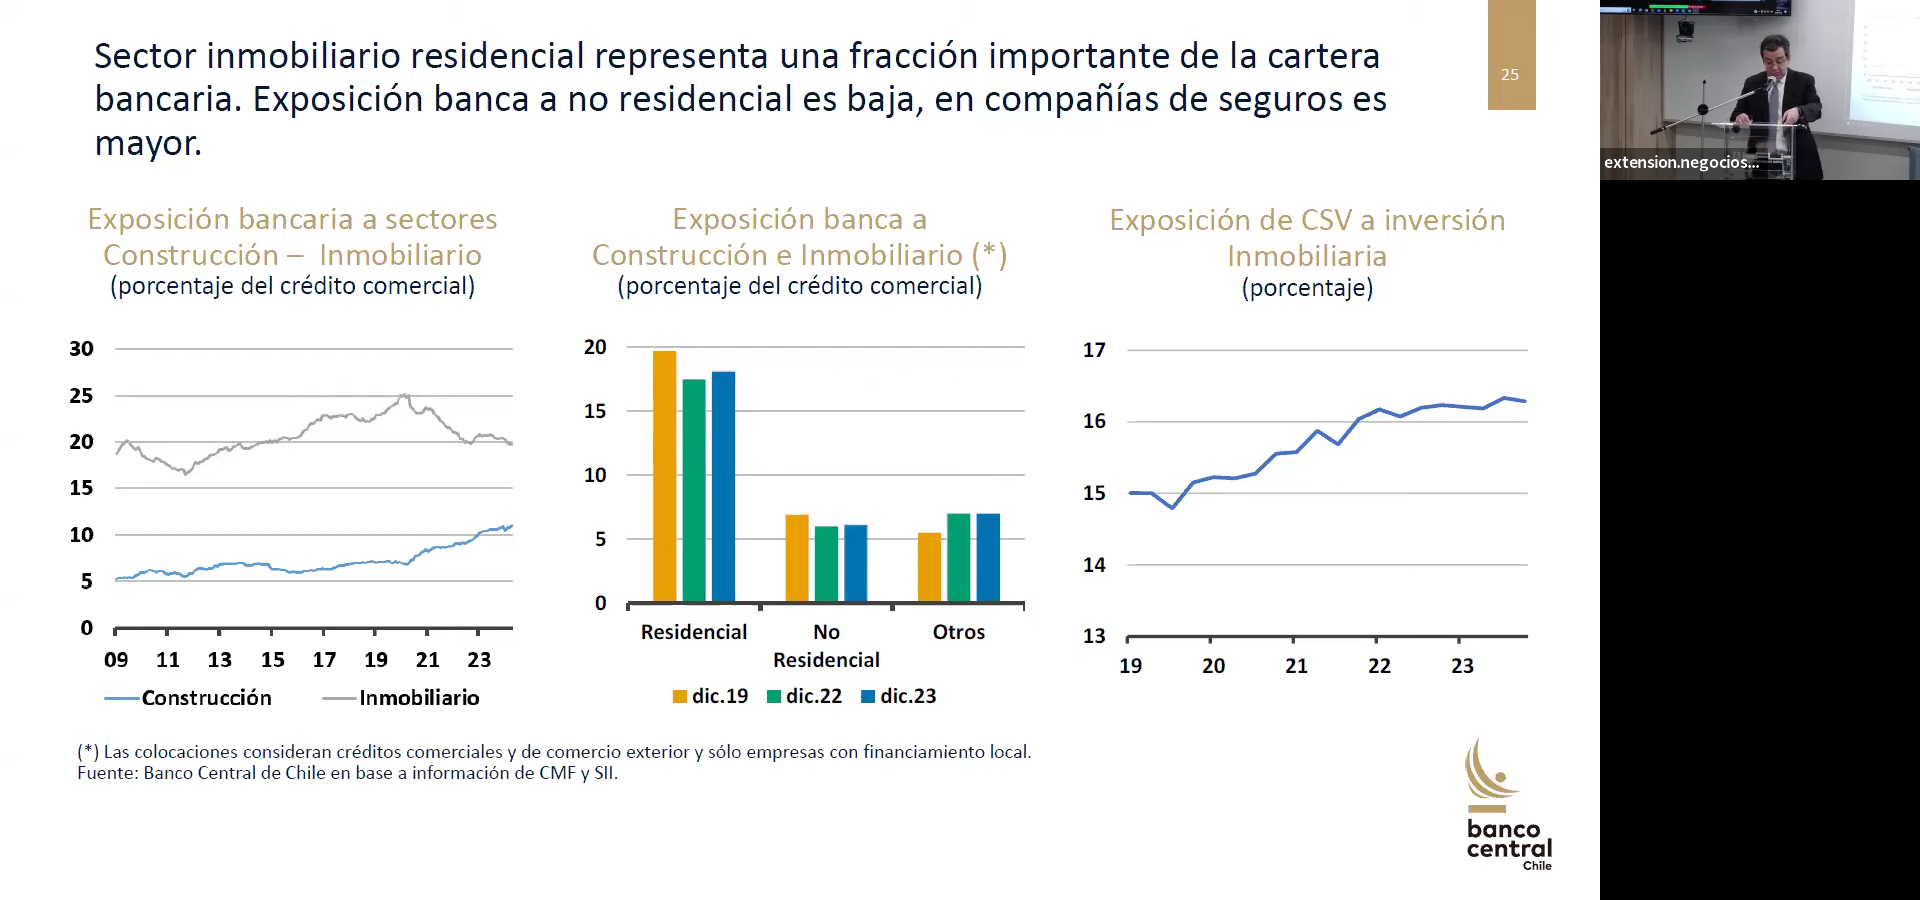 Sector inmobiliario residencial representa una fracción importante de la cartera
bancaria. Exposición banca a no residencial es baja, en compañías de seguros es
mayor.
25
extension.negocios...
Exposición bancaria a sectores
Construcción – Inmobiliario
(porcentaje del crédito comercial)
30
25
20
15
10
5
0
09 11 13 15 17 19 21 23
Construcción Inmobiliario
Exposición banca a
Construcción e Inmobiliario (*)
(porcentaje del crédito comercial)
20
15
10
5
0
Residencial No Otros
Residencial
dic.19 dic.22 dic.23
Exposición de CSV a inversión
Inmobiliaria
(porcentaje)
17
16
15
14
13
19 20 21 22 23
(*) Las colocaciones consideran créditos comerciales y de comercio exterior y sólo empresas con financiamiento local.
Fuente: Banco Central de Chile en base a información de CMF y SII.
banco
central
Chile